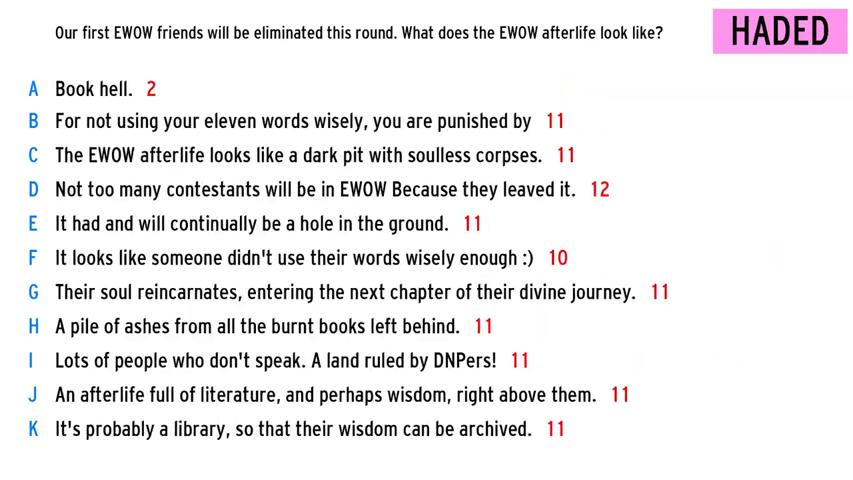 Our first EWOW friends will be eliminated this round. What does the EWOW afterlife look like?
HADED
A Book hell. 2
B For not using your eleven words wisely, you are punished by 11
C The EWOW afterlife looks like a dark pit with soulless corpses. 11
D Not too many contestants will be in EWOW Because they leaved it. 12
E It had and will continually be a hole in the ground. 11
F It looks like someone didn't use their words wisely enough :) 10
G Their soul reincarnates, entering the next chapter of their divine journey. 11
H A pile of ashes from all the burnt books left behind. 11
I Lots of people who don't speak. A land ruled by DNPers! 11
J An afterlife full of literature, and perhaps wisdom, right above them. 11
K It's probably a library, so that their wisdom can be archived. 11